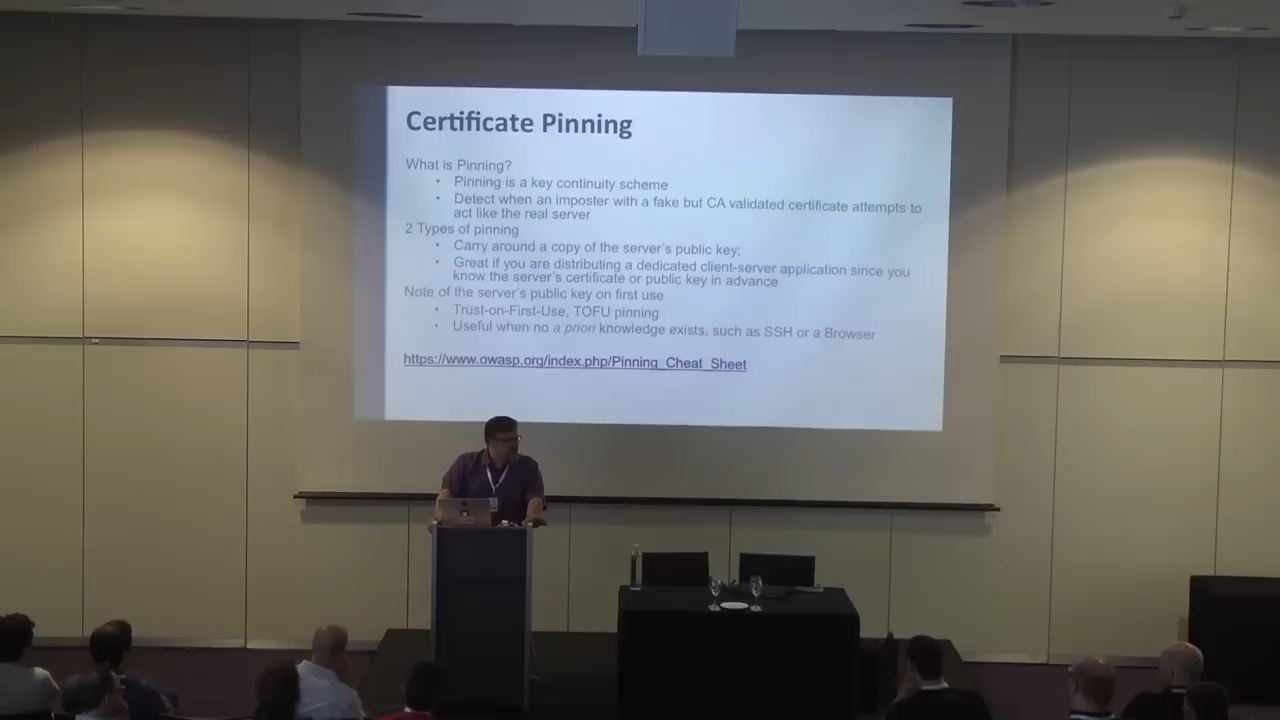 Certificate Pinning
What is Pinning?
• Pinning is a key continuity scheme
• Detect when an imposter with a fake but CA validated certificate attempts to
act like the real server
2 Types of pinning
• Carry around a copy of the server's public key;
• Great if you are distributing a dedicated client-server application since you
know the server's certificate or public key in advance
Note of the server's public key on first use
• Trust-on-First-Use, TOFU pinning
• Useful when no a priori knowledge exists, such as SSH or a Browser
https://www.owasp.org/index.php/Pinning_Cheat_Sheet